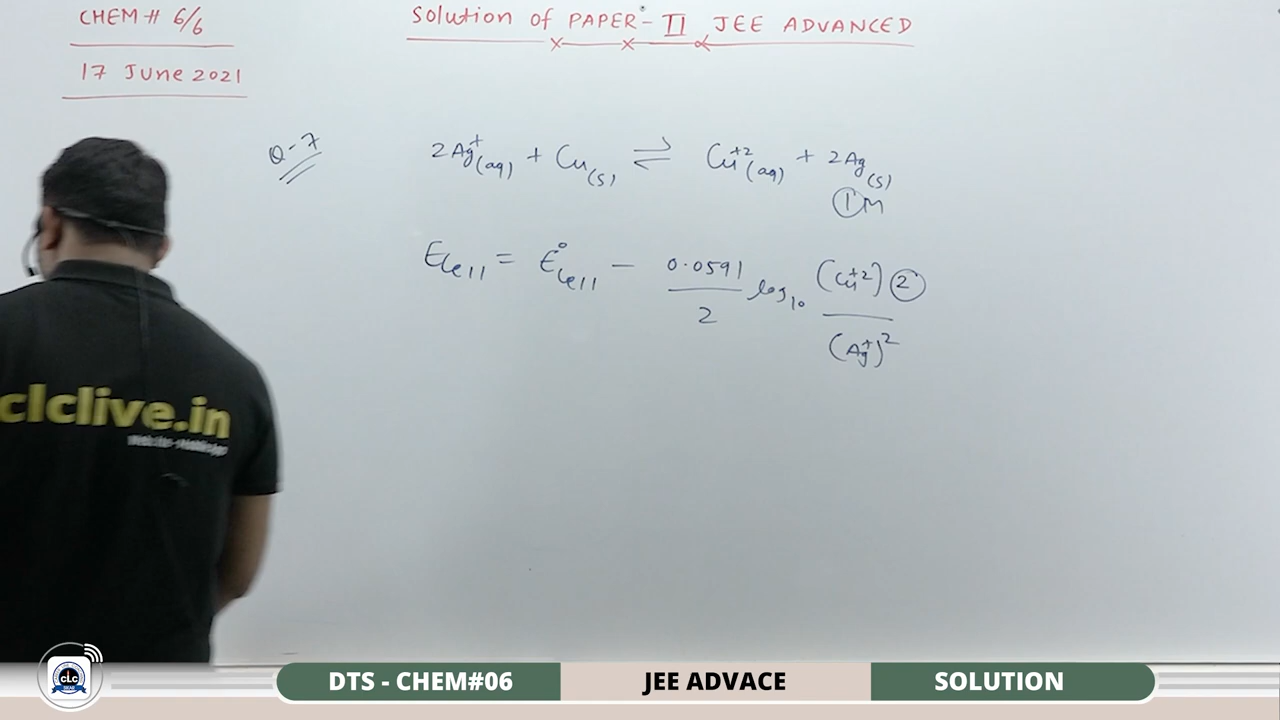 CHEM # 6/6
17 June 2021
Solution of PAPER - II JEE ADVANCED
Q-7
2Ag⁺(aq) + Cu(s) ⇌ Cu⁺²(aq) + 2Ag(s)
① M
Ecell = E°cell − 0.0591/2 log₁₀ (Cu⁺²) ② / (Ag⁺)²
clclive.in
CLC
DTS - CHEM#06
JEE ADVACE
SOLUTION